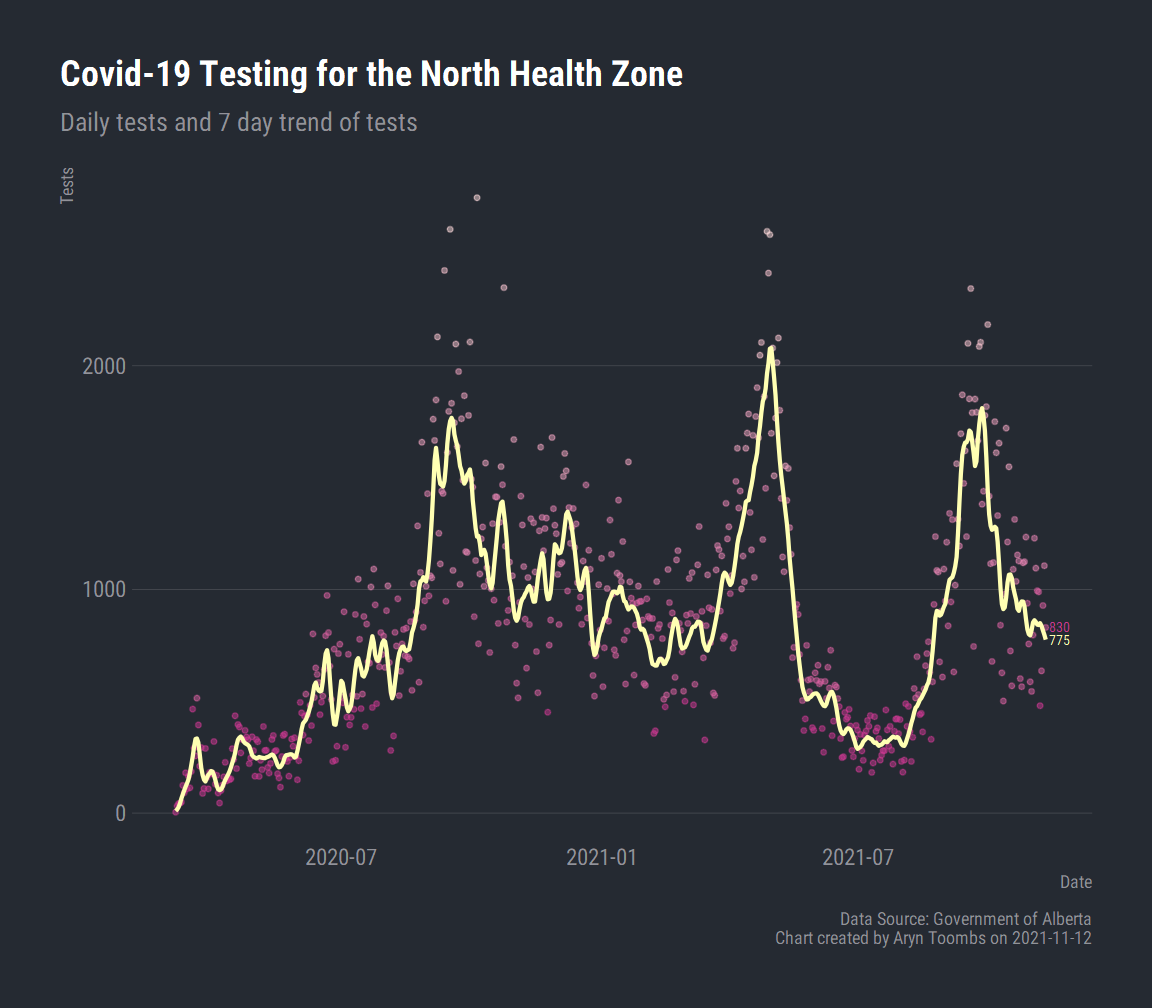 Covid-19 Testing for the North Health Zone
Daily tests and 7 day trend of tests
Tests
2000
1000
830
775
0
2020-07
2021-01
2021-07
Date
Data Source: Government of Alberta
Chart created by Aryn Toombs on 2021-11-12